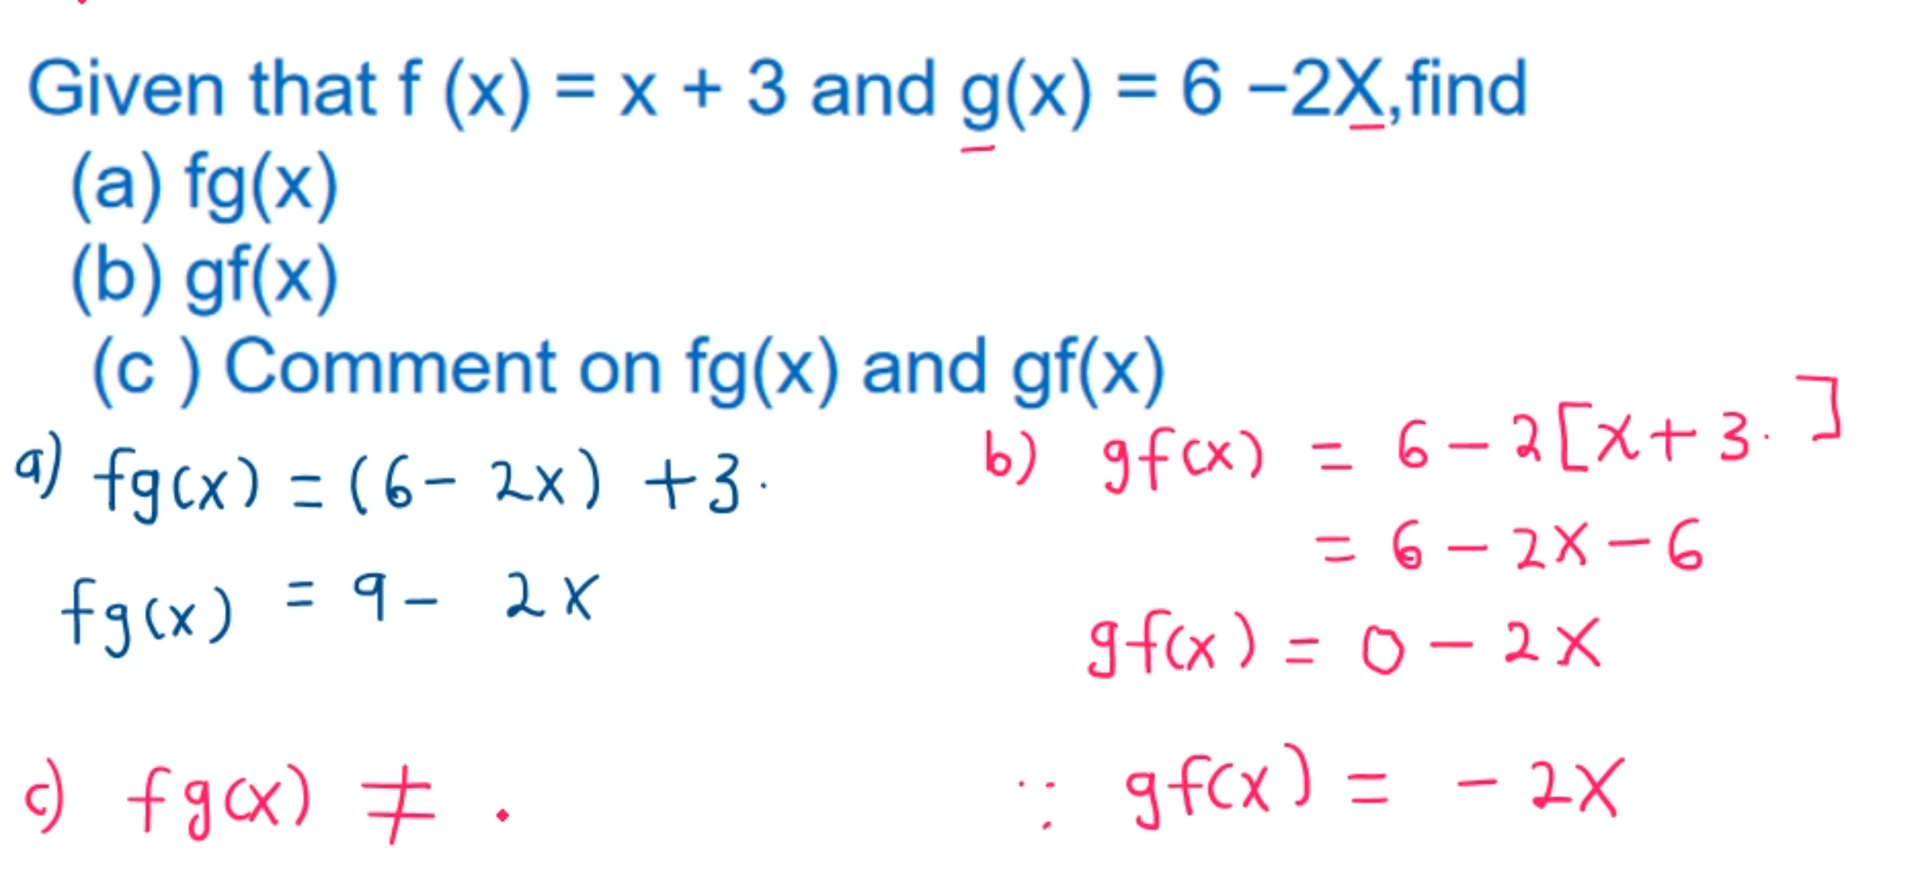 Given that f (x) = x + 3 and g(x) = 6 −2X,find
(a) fg(x)
(b) gf(x)
(c ) Comment on fg(x) and gf(x)
a) fg(x) = (6 - 2x) + 3.
fg(x) = 9 - 2x
b) gf(x) = 6 - 2[x + 3.]
= 6 - 2x - 6
gf(x) = 0 - 2x
∵ gf(x) = - 2x
c) fg(x) ≠ .